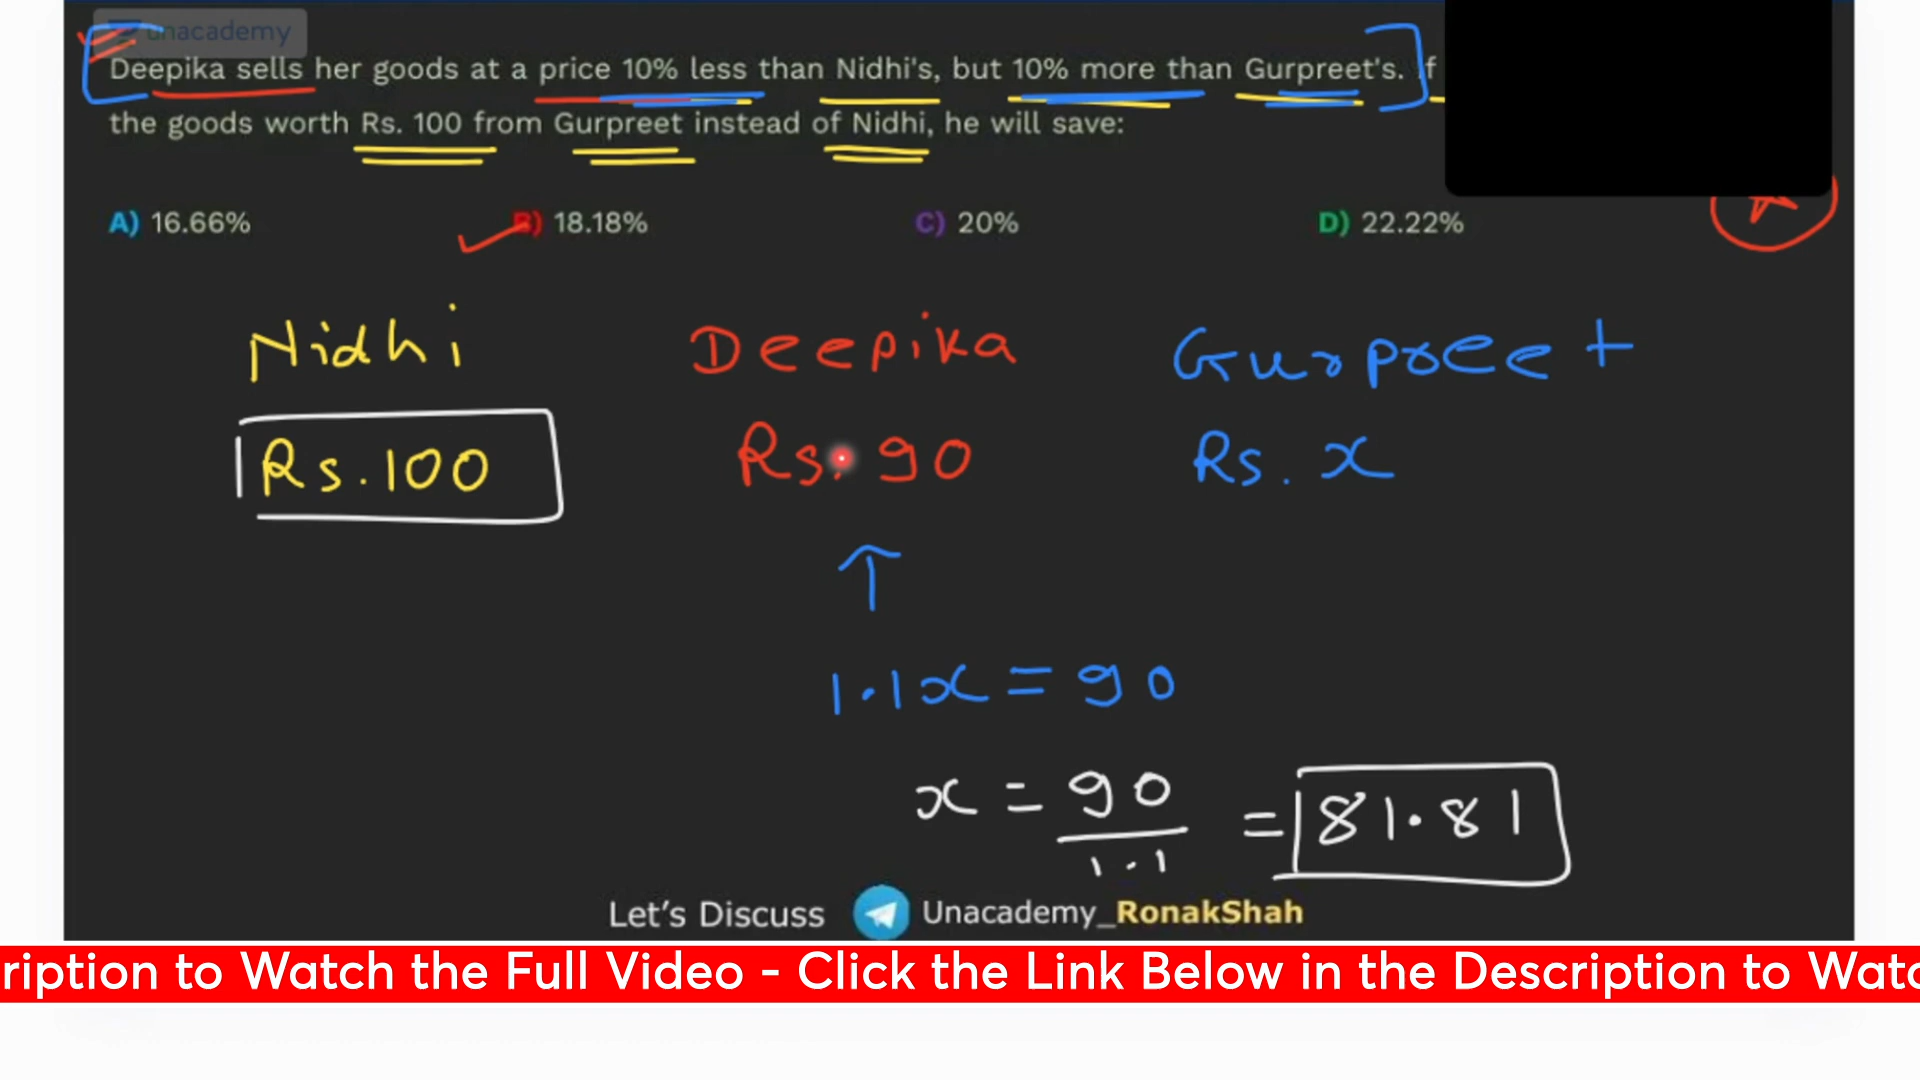 unacademy
Deepika sells her goods at a price 10% less than Nidhi's, but 10% more than Gurpreet's. If
the goods worth Rs. 100 from Gurpreet instead of Nidhi, he will save:
A) 16.66% B) 18.18% C) 20% D) 22.22%
Nidhi Deepika Gurpreet
Rs.100 Rs.90 Rs.x
↑
1.1x = 90
x = 90/1.1 = 81.81
Let's Discuss Unacademy_RonakShah
ription to Watch the Full Video - Click the Link Below in the Description to Watc